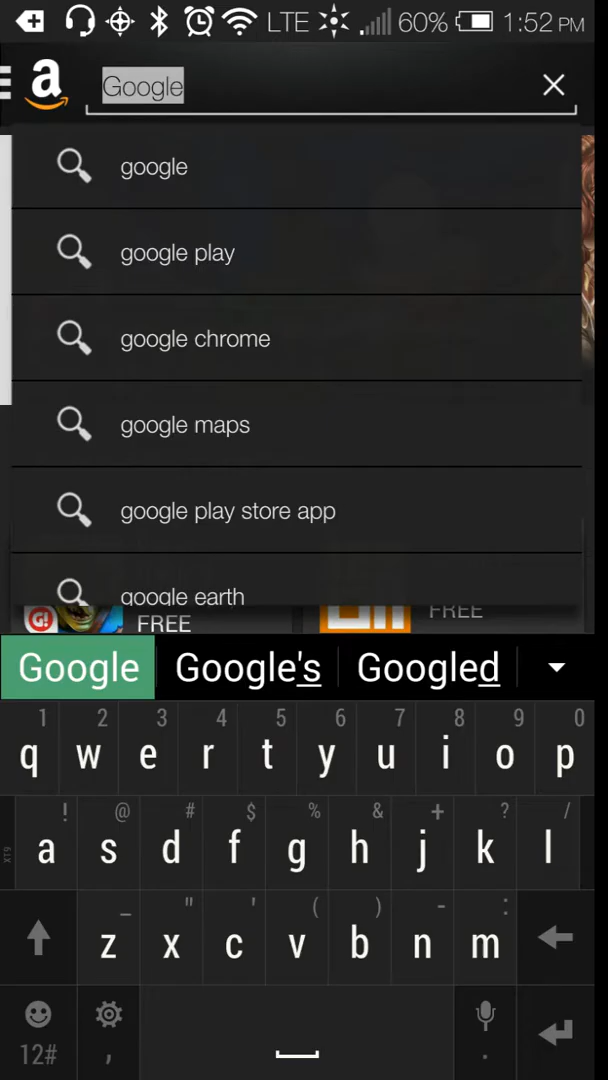 LTE 60% 1:52 PM
a Google
google
google play
google chrome
google maps
google play store app
google earth
G! FREE FREE
Google Google's Googled
1 2 3 4 5 6 7 8 9 0
q w e r t y u i o p
! @ # $ % & + ? /
a s d f g h j k l
_ " ' ( ) - :
z x c v b n m
12# , .